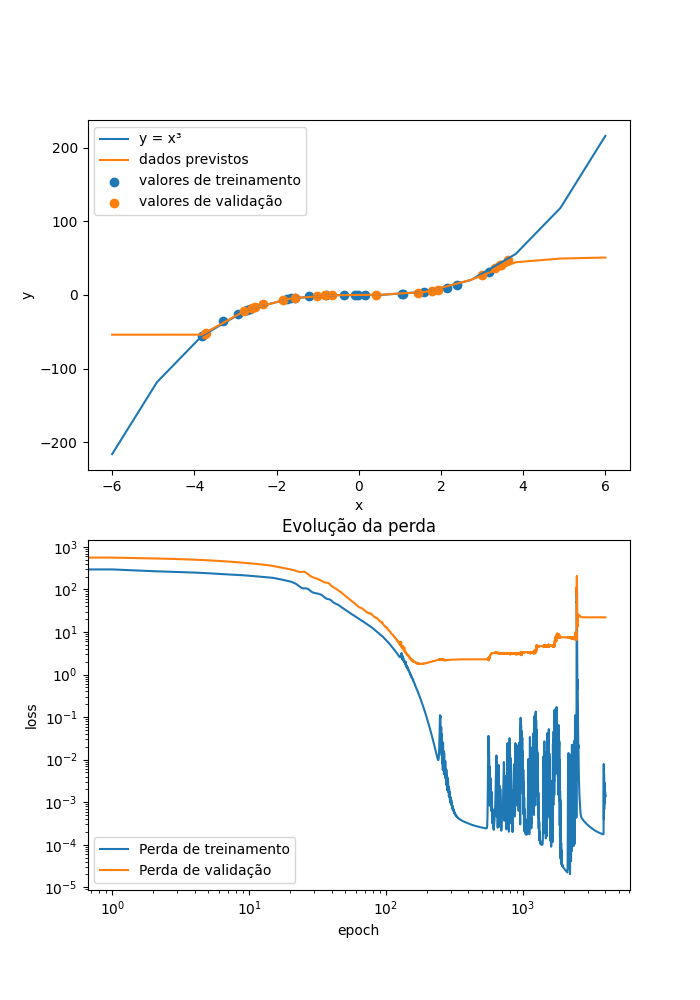 y = x³
dados previstos
valores de treinamento
valores de validação
200
100
0
−100
−200
y
−6
−4
−2
0
2
4
6
x
Evolução da perda
10³
10²
10¹
10⁰
10⁻¹
10⁻²
10⁻³
10⁻⁴
10⁻⁵
loss
Perda de treinamento
Perda de validação
10⁰
10¹
10²
10³
epoch